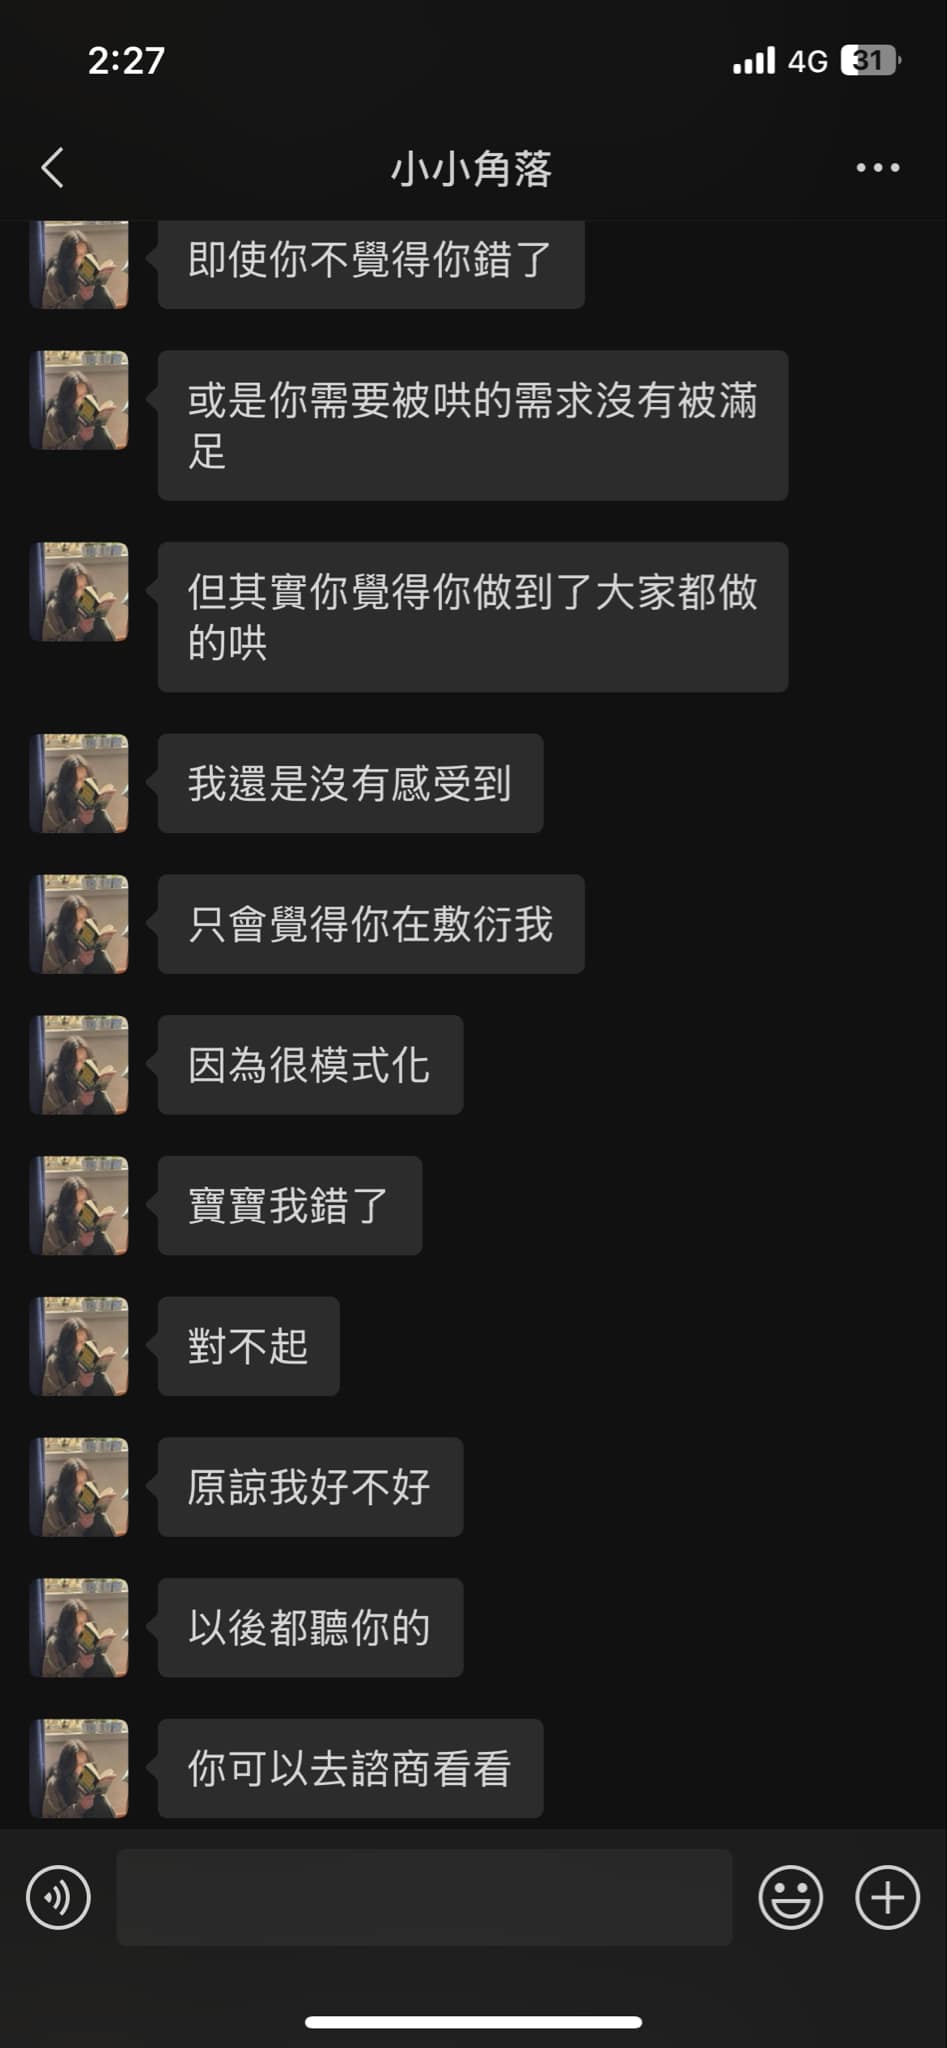 2:27
4G
31
小小角落
即使你不覺得你錯了
或是你需要被哄的需求沒有被滿
足
但其實你覺得你做到了大家都做
的哄
我還是沒有感受到
只會覺得你在敷衍我
因為很模式化
寶寶我錯了
對不起
原諒我好不好
以後都聽你的
你可以去諮商看看